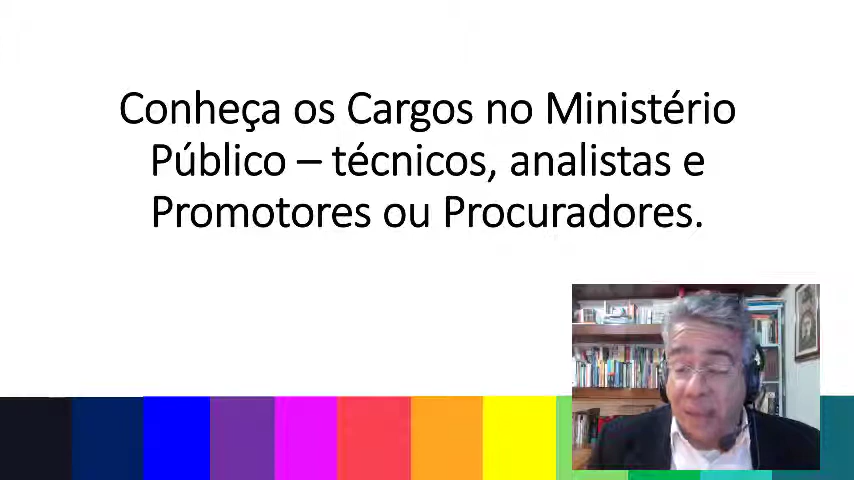 Conheça os Cargos no Ministério
Público – técnicos, analistas e
Promotores ou Procuradores.